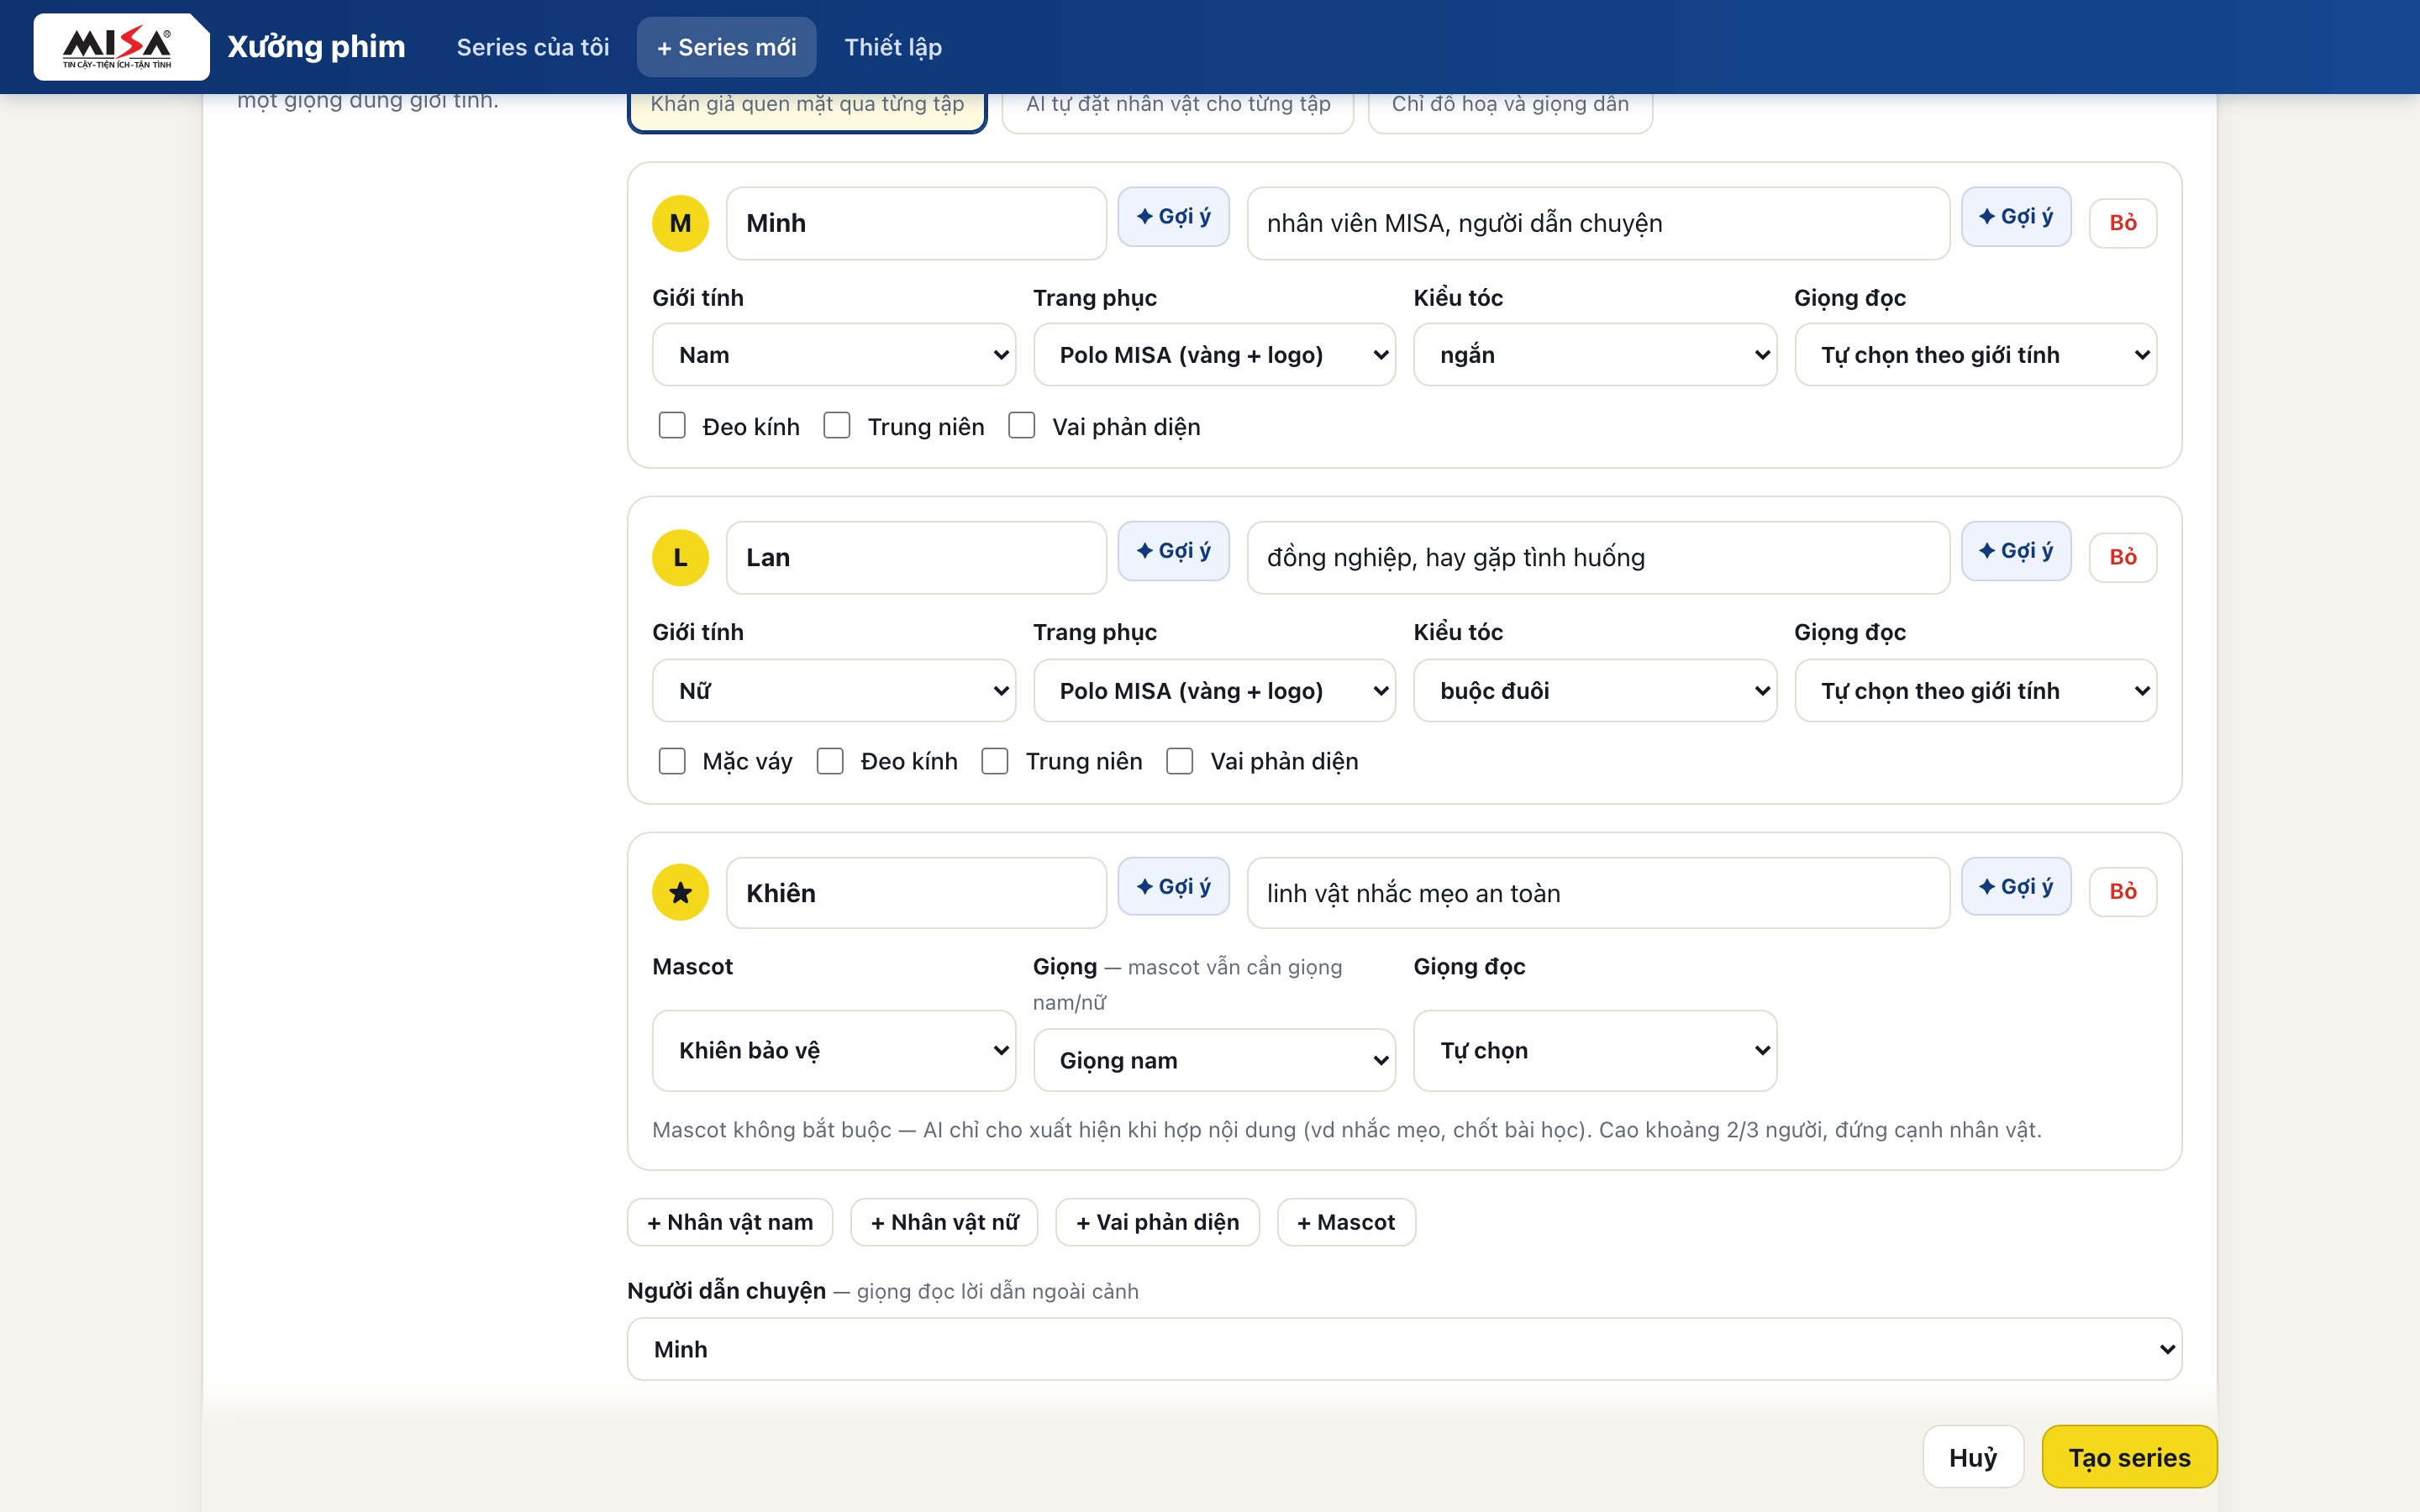 MISA®
TIN CẬY-TIỆN ÍCH-TẬN TÌNH
Xưởng phim
Series của tôi
+ Series mới
Thiết lập
một giọng đúng giới tính.
Khán giả quen mặt qua từng tập
AI tự đặt nhân vật cho từng tập
Chỉ đồ hoạ và giọng dẫn
M
Minh
Gợi ý
nhân viên MISA, người dẫn chuyện
Gợi ý
Bỏ
Giới tính
Trang phục
Kiểu tóc
Giọng đọc
Nam
Polo MISA (vàng + logo)
ngắn
Tự chọn theo giới tính
Đeo kính
Trung niên
Vai phản diện
L
Lan
Gợi ý
đồng nghiệp, hay gặp tình huống
Gợi ý
Bỏ
Giới tính
Trang phục
Kiểu tóc
Giọng đọc
Nữ
Polo MISA (vàng + logo)
buộc đuôi
Tự chọn theo giới tính
Mặc váy
Đeo kính
Trung niên
Vai phản diện
Khiên
Gợi ý
linh vật nhắc mẹo an toàn
Gợi ý
Bỏ
Mascot
Giọng — mascot vẫn cần giọng
nam/nữ
Giọng đọc
Khiên bảo vệ
Giọng nam
Tự chọn
Mascot không bắt buộc — AI chỉ cho xuất hiện khi hợp nội dung (vd nhắc mẹo, chốt bài học). Cao khoảng 2/3 người, đứng cạnh nhân vật.
+ Nhân vật nam
+ Nhân vật nữ
+ Vai phản diện
+ Mascot
Người dẫn chuyện — giọng đọc lời dẫn ngoài cảnh
Minh
Huỷ
Tạo series